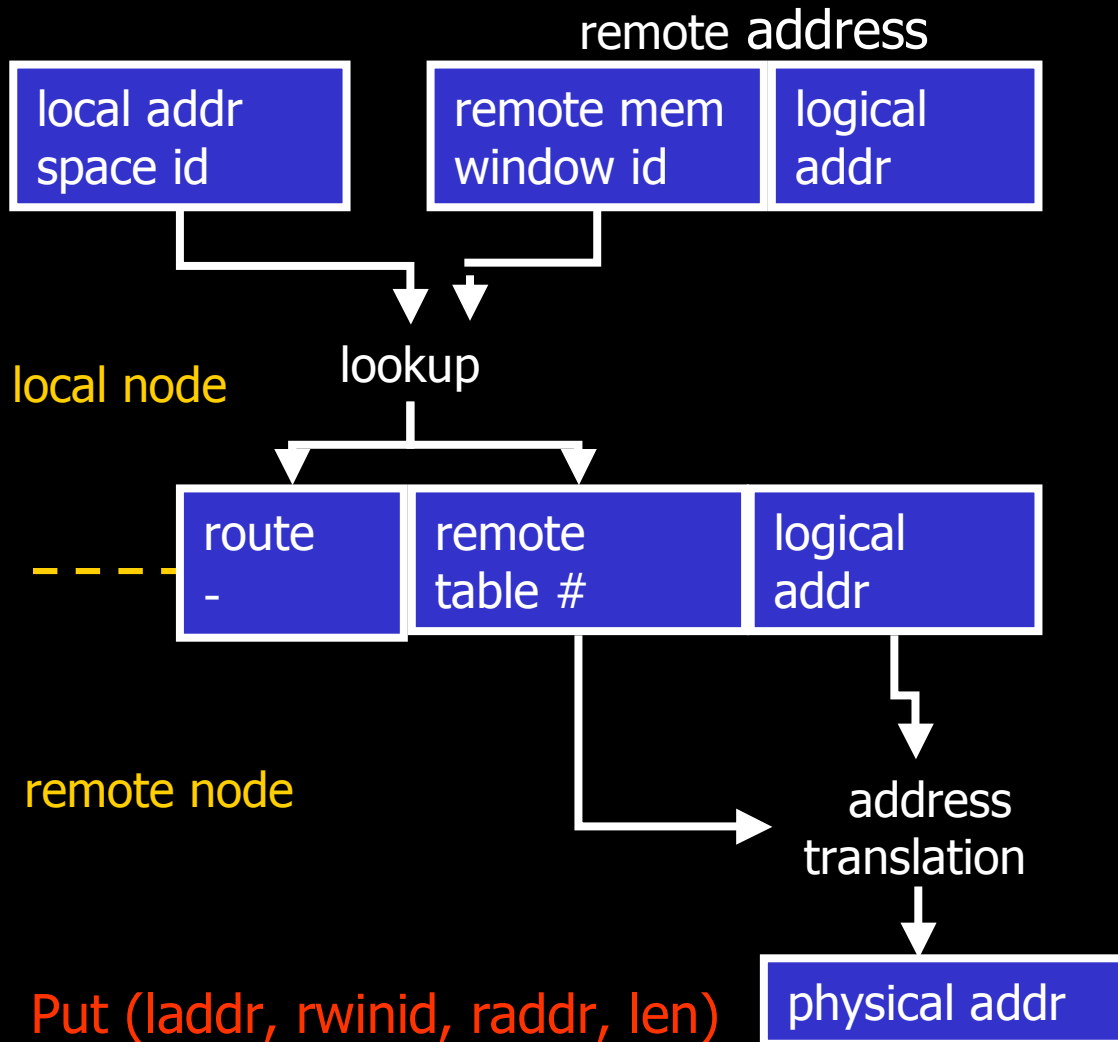 remote address
local addr
space id
remote mem
window id
logical
addr
lookup
local node
route
-
remote
table #
logical
addr
remote node
address
translation
physical addr
Put (laddr, rwinid, raddr, len)